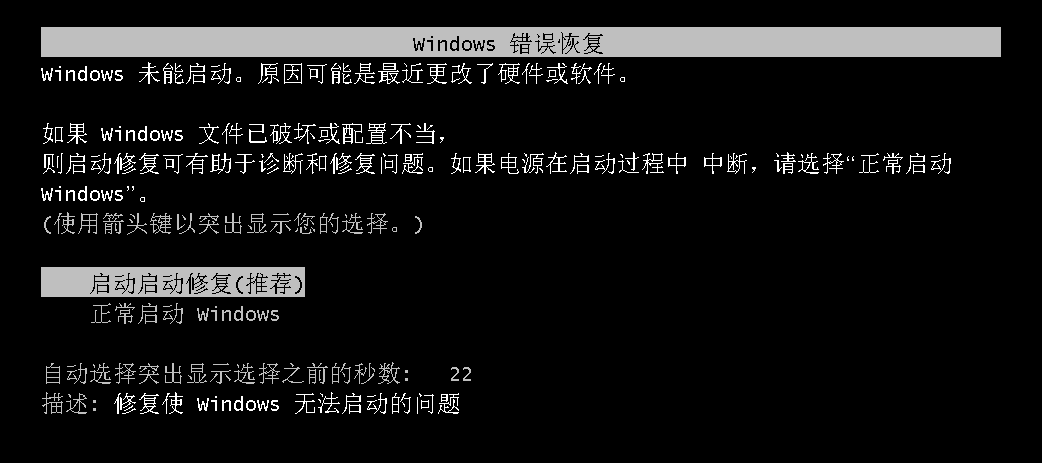 Windows 错误恢复
Windows 未能启动。原因可能是最近更改了硬件或软件。
如果 Windows 文件已破坏或配置不当，
则启动修复可有助于诊断和修复问题。如果电源在启动过程中 中断，请选择“正常启动
Windows”。
(使用箭头键以突出显示您的选择。)
启动启动修复(推荐)
正常启动 Windows
自动选择突出显示选择之前的秒数: 22
描述: 修复使 Windows 无法启动的问题